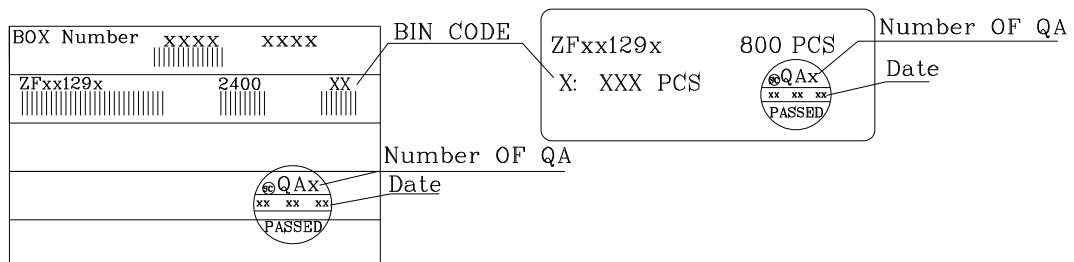 BOX Number xxxx xxxx
ZFxx129x 2400 XX
BIN CODE
Number OF QA
Date
QAx
xx xx xx
PASSED
ZFxx129x 800 PCS
X: XXX PCS
Number OF QA
Date
QAx
xx xx xx
PASSED